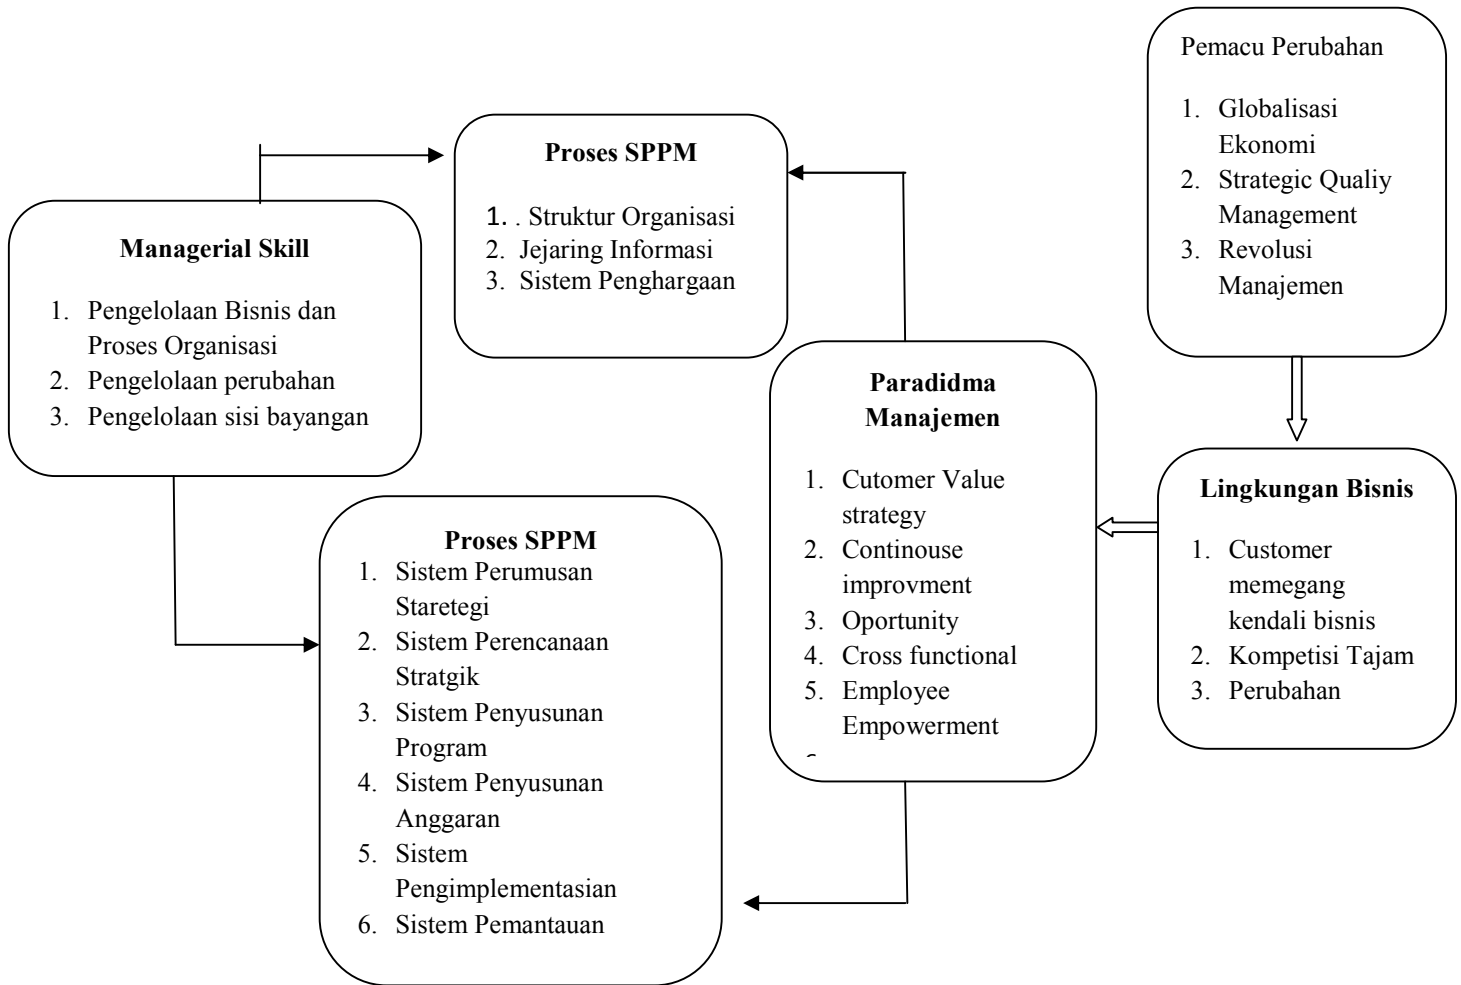 Pemacu Perubahan
1. Globalisasi
Ekonomi
2. Strategic Qualiy
Management
3. Revolusi
Manajemen
Proses SPPM
1. . Struktur Organisasi
2. Jejaring Informasi
3. Sistem Penghargaan
Managerial Skill
1. Pengelolaan Bisnis dan
Proses Organisasi
2. Pengelolaan perubahan
3. Pengelolaan sisi bayangan
Paradidma
Manajemen
1. Cutomer Value
strategy
2. Continouse
improvment
3. Oportunity
4. Cross functional
5. Employee
Empowerment
Lingkungan Bisnis
1. Customer
memegang
kendali bisnis
2. Kompetisi Tajam
3. Perubahan
Proses SPPM
1. Sistem Perumusan
Staretegi
2. Sistem Perencanaan
Stratgik
3. Sistem Penyusunan
Program
4. Sistem Penyusunan
Anggaran
5. Sistem
Pengimplementasian
6. Sistem Pemantauan